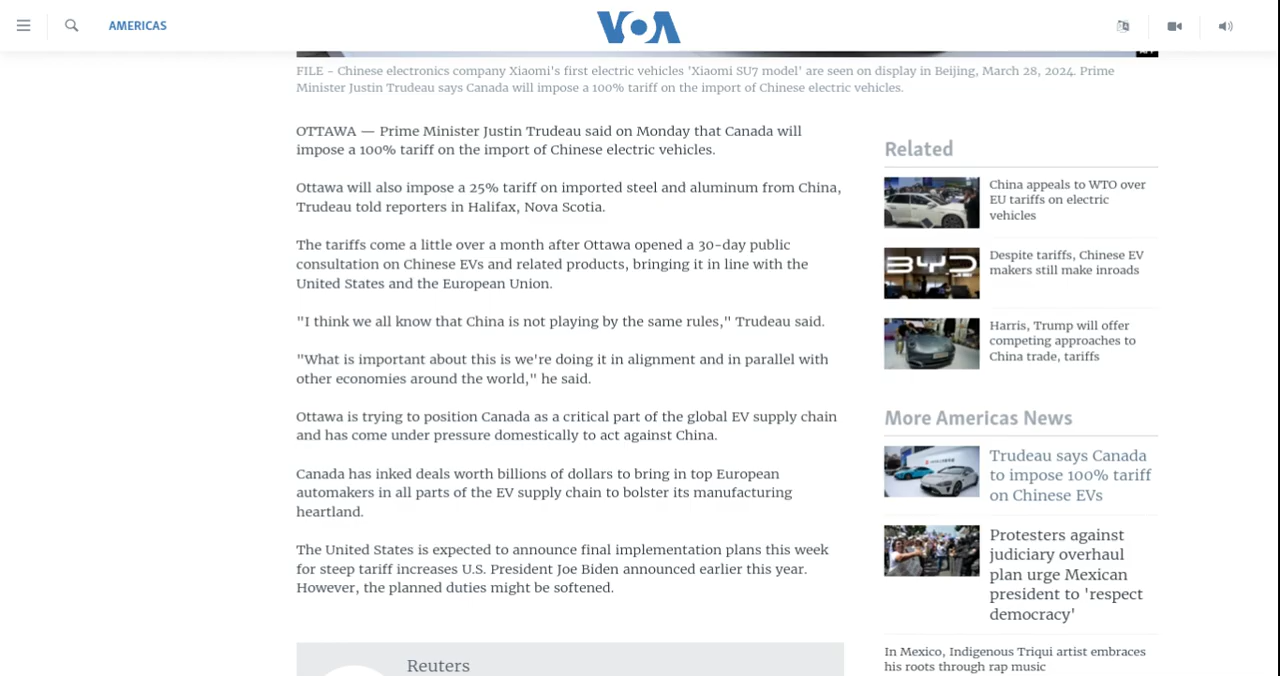 AMERICAS
VOA
FILE - Chinese electronics company Xiaomi's first electric vehicles 'Xiaomi SU7 model' are seen on display in Beijing, March 28, 2024. Prime
Minister Justin Trudeau says Canada will impose a 100% tariff on the import of Chinese electric vehicles.
OTTAWA — Prime Minister Justin Trudeau said on Monday that Canada will
impose a 100% tariff on the import of Chinese electric vehicles.
Ottawa will also impose a 25% tariff on imported steel and aluminum from China,
Trudeau told reporters in Halifax, Nova Scotia.
The tariffs come a little over a month after Ottawa opened a 30-day public
consultation on Chinese EVs and related products, bringing it in line with the
United States and the European Union.
"I think we all know that China is not playing by the same rules," Trudeau said.
"What is important about this is we're doing it in alignment and in parallel with
other economies around the world," he said.
Ottawa is trying to position Canada as a critical part of the global EV supply chain
and has come under pressure domestically to act against China.
Canada has inked deals worth billions of dollars to bring in top European
automakers in all parts of the EV supply chain to bolster its manufacturing
heartland.
The United States is expected to announce final implementation plans this week
for steep tariff increases U.S. President Joe Biden announced earlier this year.
However, the planned duties might be softened.
Reuters
Related
China appeals to WTO over
EU tariffs on electric
vehicles
BYD
Despite tariffs, Chinese EV
makers still make inroads
Harris, Trump will offer
competing approaches to
China trade, tariffs
More Americas News
Trudeau says Canada
to impose 100% tariff
on Chinese EVs
Protesters against
judiciary overhaul
plan urge Mexican
president to 'respect
democracy'
In Mexico, Indigenous Triqui artist embraces
his roots through rap music